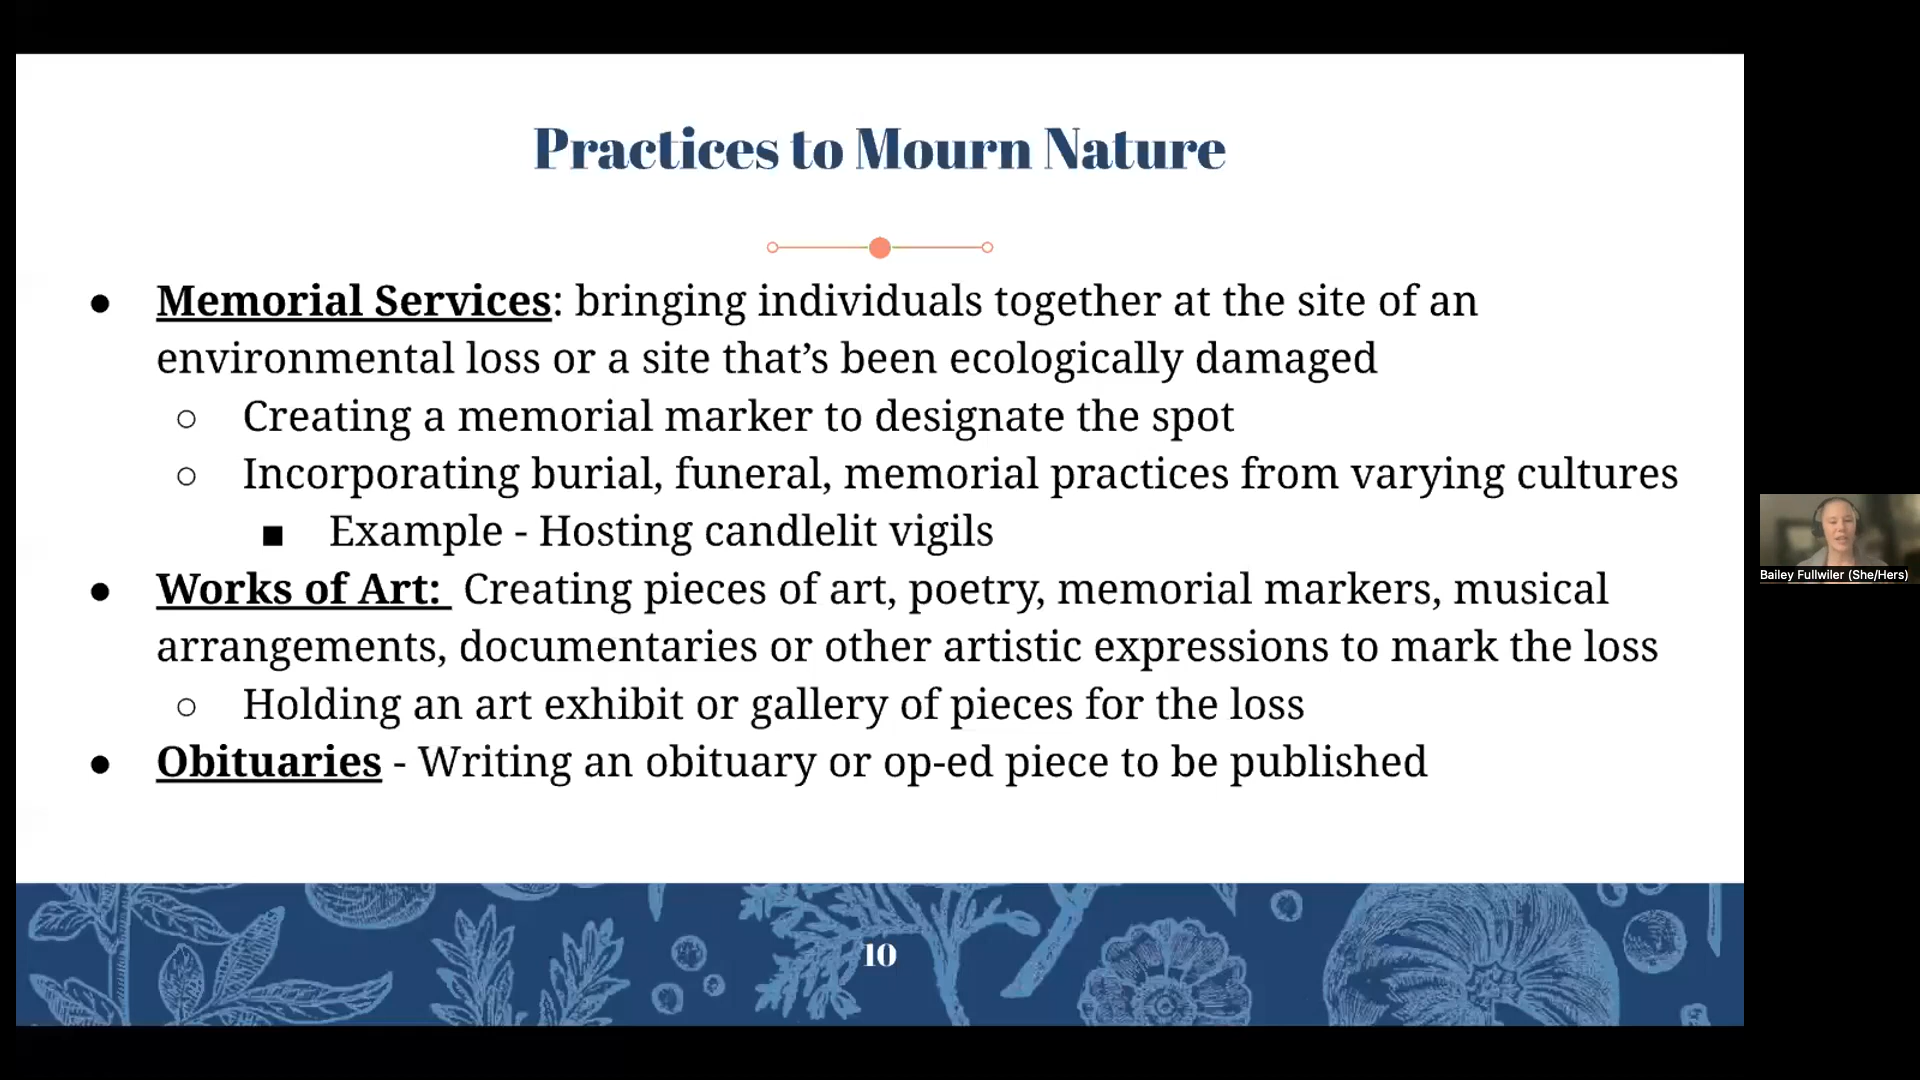 Practices to Mourn Nature
● Memorial Services: bringing individuals together at the site of an
environmental loss or a site that’s been ecologically damaged
○ Creating a memorial marker to designate the spot
○ Incorporating burial, funeral, memorial practices from varying cultures
■ Example - Hosting candlelit vigils
● Works of Art: Creating pieces of art, poetry, memorial markers, musical
arrangements, documentaries or other artistic expressions to mark the loss
○ Holding an art exhibit or gallery of pieces for the loss
● Obituaries - Writing an obituary or op-ed piece to be published
10
Bailey Fullwiler (She/Hers)